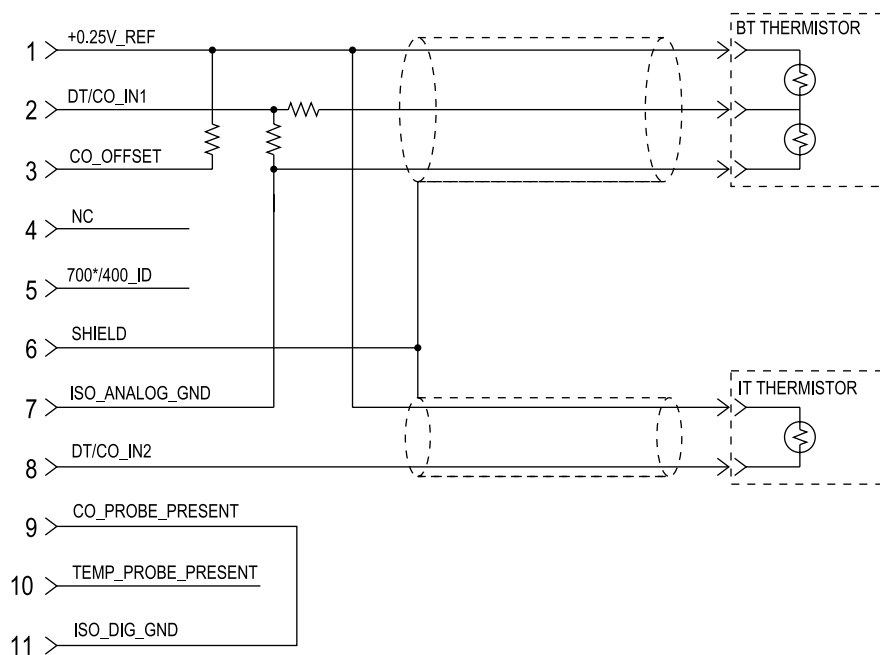 BT THERMISTOR
1 +0.25V_REF
2 DT/CO_IN1
3 CO_OFFSET
4 NC
5 700*/400_ID
6 SHIELD
IT THERMISTOR
7 ISO_ANALOG_GND
8 DT/CO_IN2
9 CO_PROBE_PRESENT
10 TEMP_PROBE_PRESENT
11 ISO_DIG_GND